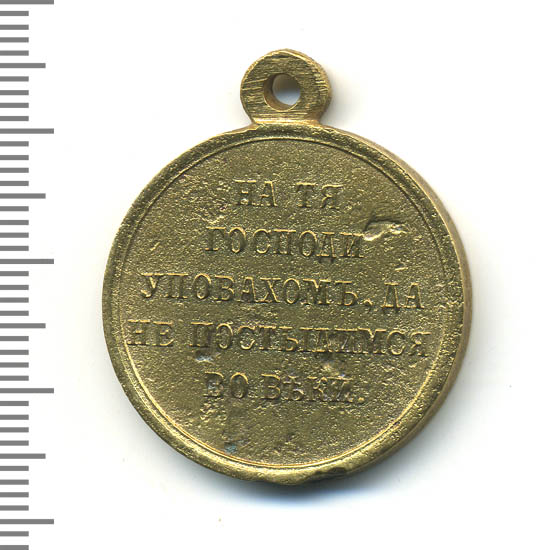 НА ТЯ
ГОСПОДИ
УПОВАХОМЪ, ДА
НЕ ПОСТЫДИМСЯ
ВО ВѢКИ.